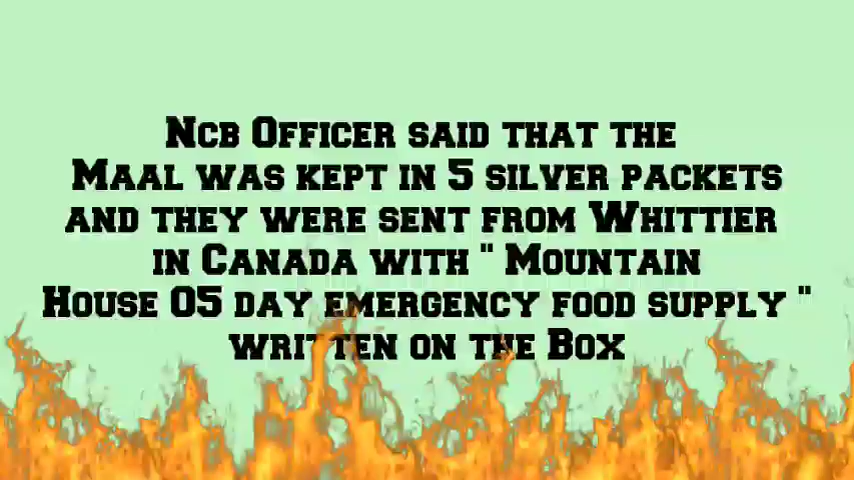 Ncb Officer said that the
Maal was kept in 5 silver packets
and they were sent from Whittier
in Canada with " Mountain
House 05 day emergency food supply "
written on the Box